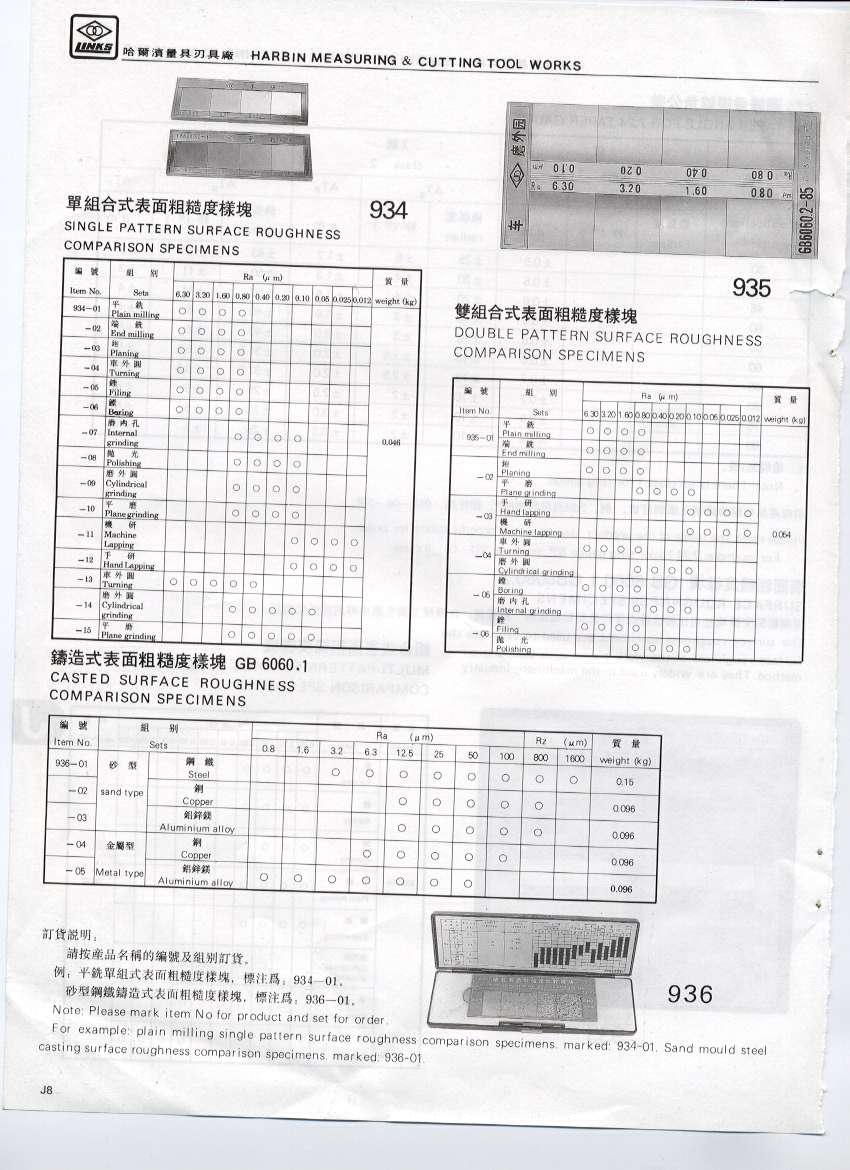 LINKS
哈爾濱量具刃具廠 HARBIN MEASURING & CUTTING TOOL WORKS
單組合式表面粗糙度樣塊 934
SINGLE PATTERN SURFACE ROUGHNESS
COMPARISON SPECIMENS
編號 組別 Ra (μm) 質量
Item No. Sets 6.30 3.20 1.60 0.80 0.40 0.20 0.10 0.05 0.025 0.012 weight (kg)
934-01 平銑
Plain milling ○ ○ ○ ○
-02 端銑
End milling ○ ○ ○ ○
-03 鉋
Planing ○ ○ ○ ○
-04 車外圓
Turning ○ ○ ○ ○
-05 銼
Filing ○ ○ ○ ○
-06 鏜
Boring ○ ○ ○ ○
-07 磨內孔
Internal
grinding ○ ○ ○ ○
0.046
-08 拋光
Polishing ○ ○ ○ ○
-09 磨外圓
Cylindrical
grinding ○ ○ ○ ○
-10 平磨
Plane grinding ○ ○ ○ ○
-11 機研
Machine
Lapping ○ ○ ○ ○
-12 手研
Hand Lapping ○ ○ ○ ○
-13 車外圓
Turning ○ ○ ○ ○ ○
-14 磨外圓
Cylindrical
grinding ○ ○ ○ ○ ○
-15 平磨
Plane grinding ○ ○ ○ ○ ○
磨外圓
μm 0.10 0.20 0.40 0.80 Ra
Ra 6.30 3.20 1.60 0.80 μm
車
GB6060.2-85
935
雙組合式表面粗糙度樣塊
DOUBLE PATTERN SURFACE ROUGHNESS
COMPARISON SPECIMENS
編號 組別 Ra (μm) 質量
Item No. Sets 6.30 3.20 1.60 0.80 0.40 0.20 0.10 0.05 0.025 0.012 weight (kg)
935-01 平銑
Plain milling ○ ○ ○ ○
端銑
End milling ○ ○ ○ ○
-02 鉋
Planing ○ ○ ○ ○
平磨
Plane grinding ○ ○ ○ ○
-03 手研
Hand lapping ○ ○ ○ ○
機研
Machine lapping ○ ○ ○ ○
0.054
-04 車外圓
Turning ○ ○ ○ ○
磨外圓
Cylindrical grinding ○ ○ ○ ○
-05 鏜
Boring ○ ○ ○ ○
磨內孔
Internal grinding ○ ○ ○ ○
-06 銼
Filing ○ ○ ○ ○
拋光
Polishing ○ ○ ○ ○
鑄造式表面粗糙度樣塊 GB 6060.1
CASTED SURFACE ROUGHNESS
COMPARISON SPECIMENS
編號 組別 Ra (μm) Rz (μm) 質量
Item No. Sets 0.8 1.6 3.2 6.3 12.5 25 50 100 800 1600 weight (kg)
936-01 砂型 鋼鐵
Steel ○ ○ ○ ○ ○ ○ ○ ○ 0.15
-02 sand type 銅
Copper ○ ○ ○ ○ ○ 0.096
-03 鋁鋅鎂
Aluminium alloy ○ ○ ○ ○ ○ 0.096
-04 金屬型 銅
Copper ○ ○ ○ ○ ○ 0.096
-05 Metal type 鋁鋅鎂
Aluminium alloy ○ ○ ○ ○ ○ ○ ○ 0.096
訂貨說明：
請按產品名稱的編號及組別訂貨。
例：平銑單組式表面粗糙度樣塊，標注爲：934-01。
砂型鋼鐵鑄造式表面粗糙度樣塊，標注爲：936-01。
936
Note: Please mark item No for product and set for order.
For example: plain milling single pattern surface roughness comparison specimens. marked: 934-01. Sand mould steel
casting surface roughness comparison specimens. marked: 936-01.
J8